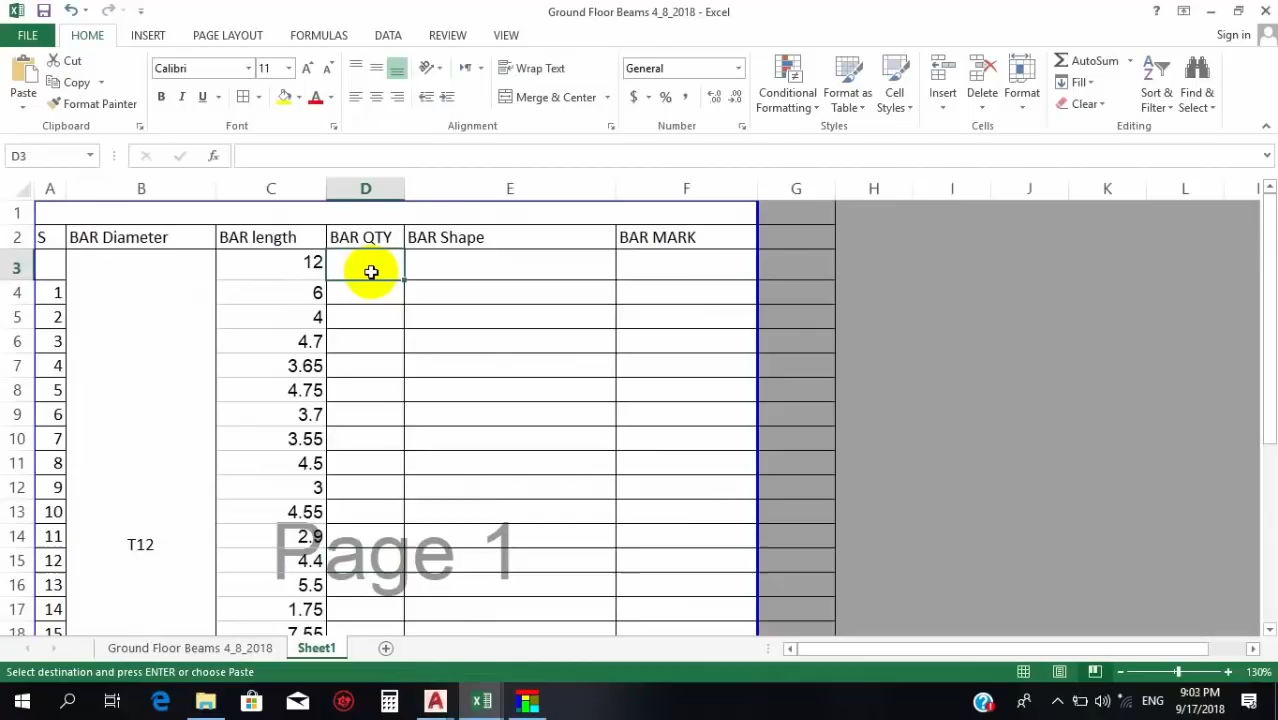 Ground Floor Beams 4_8_2018 - Excel
?
FILE HOME INSERT PAGE LAYOUT FORMULAS DATA REVIEW VIEW Sign in
Paste
Cut
Copy
Format Painter
Calibri 11
B I U A
Wrap Text
Merge & Center
General
$ % ,
Conditional Formatting
Format as Table
Cell Styles
Insert Delete Format
AutoSum
Fill
Clear
Sort & Filter
Find & Select
Clipboard Font Alignment Number Styles Cells Editing
D3
fx
A B C D E F G H I J K L I
1
2 S BAR Diameter BAR length BAR QTY BAR Shape BAR MARK
3 12
4 1 6
5 2 4
6 3 4.7
7 4 3.65
8 5 4.75
9 6 3.7
10 7 3.55
11 8 4.5
12 9 3
13 10 4.55
14 11 2.9
T12
15 12 4.4
16 13 5.5
17 14 1.75
18 15 7.55
Page 1
Ground Floor Beams 4_8_2018 Sheet1
Select destination and press ENTER or choose Paste
130%
ENG
9:03 PM
9/17/2018